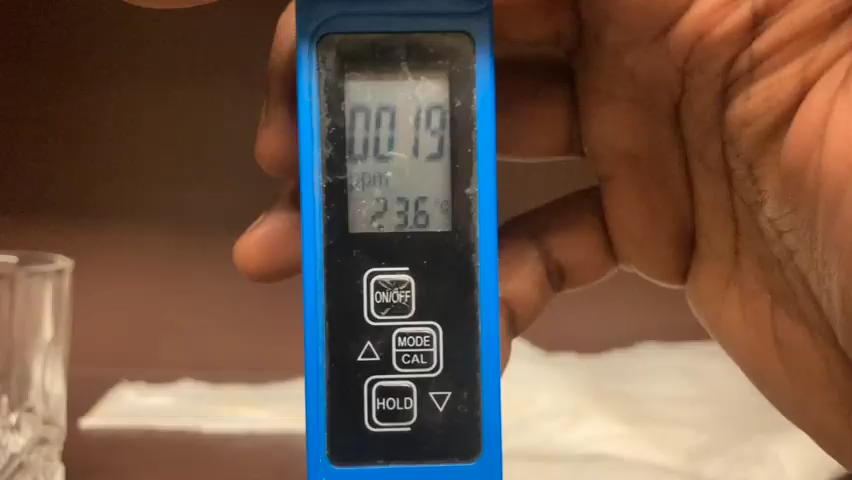 0019
ppm
23.6°C
ON/OFF
MODE
CAL
HOLD